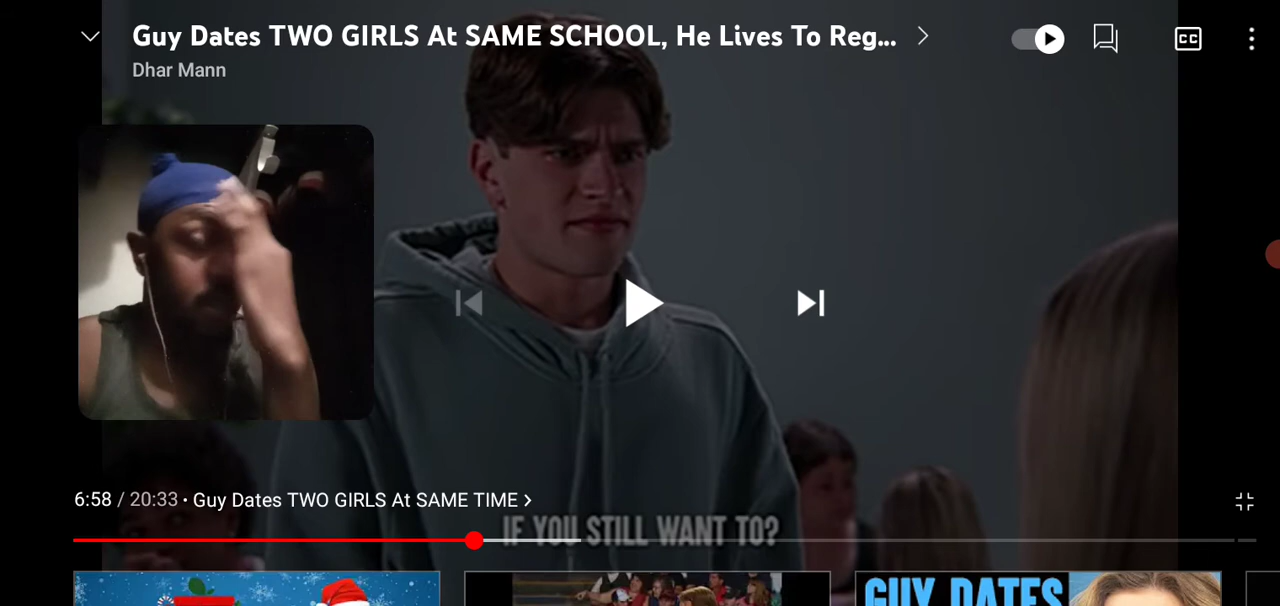 Guy Dates TWO GIRLS At SAME SCHOOL, He Lives To Reg...
Dhar Mann
CC
6:58 / 20:33 · Guy Dates TWO GIRLS At SAME TIME
IF YOU STILL WANT TO?
GUY DATES